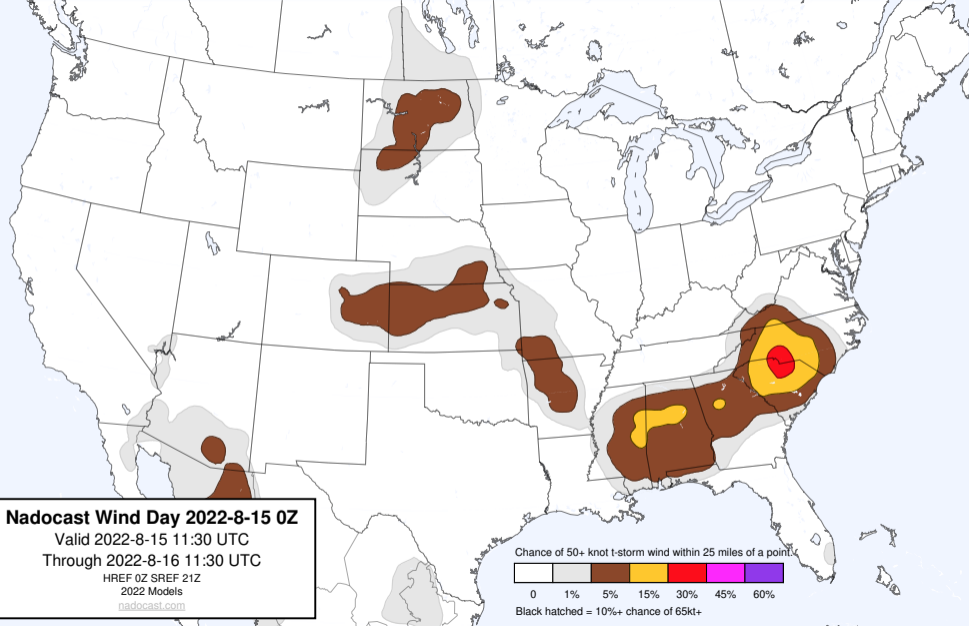 Nadocast Wind Day 2022-8-15 0Z
Valid 2022-8-15 11:30 UTC
Through 2022-8-16 11:30 UTC
HREF 0Z SREF 21Z
2022 Models
nadocast.com
Chance of 50+ knot t-storm wind within 25 miles of a point.
0 1% 5% 15% 30% 45% 60%
Black hatched = 10%+ chance of 65kt+